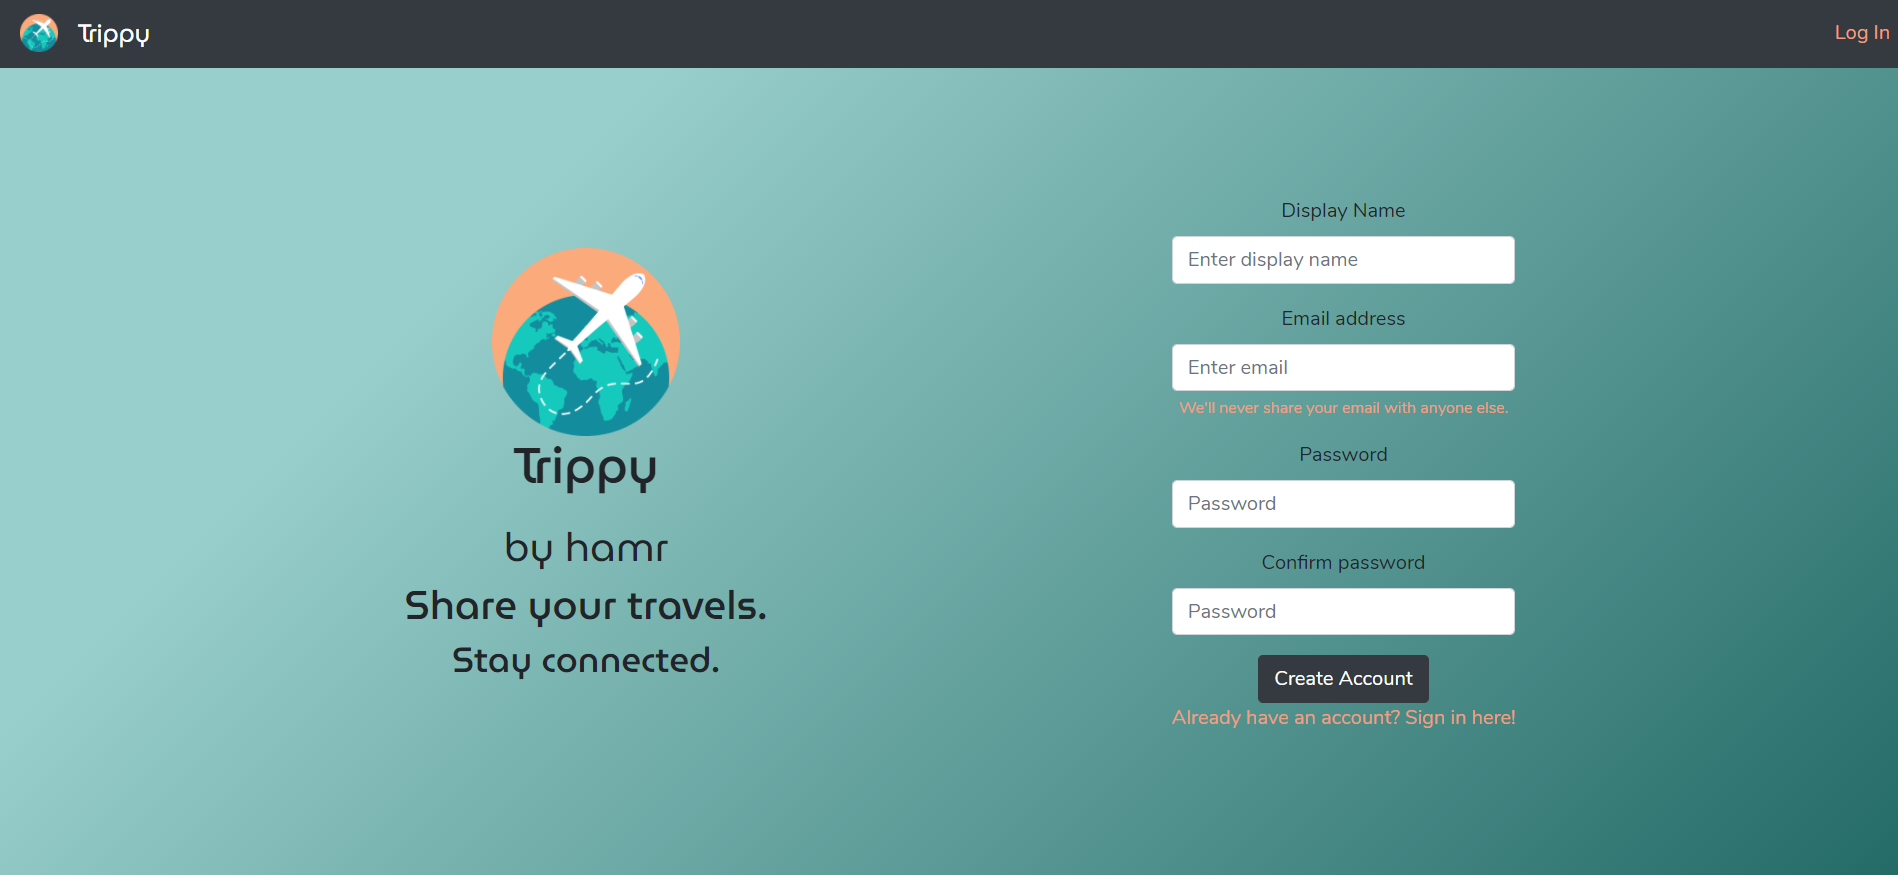 Trippy
Log In
Trippy
by hamr
Share your travels.
Stay connected.
Display Name
Enter display name
Email address
Enter email
We'll never share your email with anyone else.
Password
Password
Confirm password
Password
Create Account
Already have an account? Sign in here!